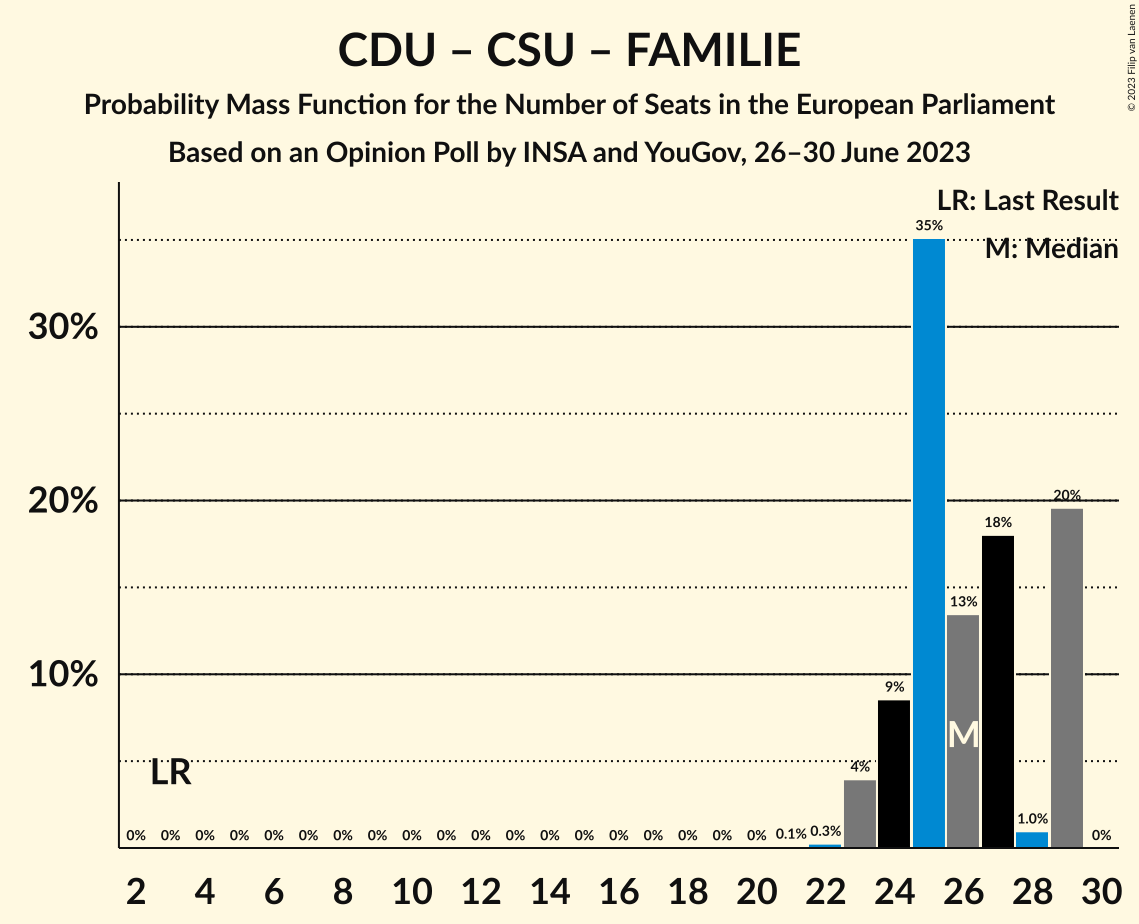 CDU – CSU – FAMILIE
Probability Mass Function for the Number of Seats in the European Parliament
Based on an Opinion Poll by INSA and YouGov, 26–30 June 2023
© 2023 Filip van Laenen
LR: Last Result
M: Median
30%
20%
10%
LR
M
0% 0% 0% 0% 0% 0% 0% 0% 0% 0% 0% 0% 0% 0% 0% 0% 0% 0% 0% 0.1% 0.3% 4% 9% 35% 13% 18% 1.0% 20% 0%
2 4 6 8 10 12 14 16 18 20 22 24 26 28 30